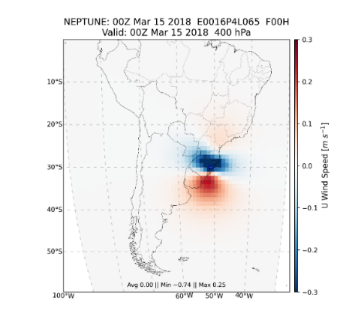 NEPTUNE: 00Z Mar 15 2018 E0016P4L065 F00H
Valid: 00Z Mar 15 2018 400 hPa
0.3
10°S
0.2
20°S
0.1
30°S
0.0
U Wind Speed [m s⁻¹]
−0.1
40°S
−0.2
50°S
Avg 0.00 || Min −0.74 || Max 0.25
−0.3
100°W
60°W
40°W